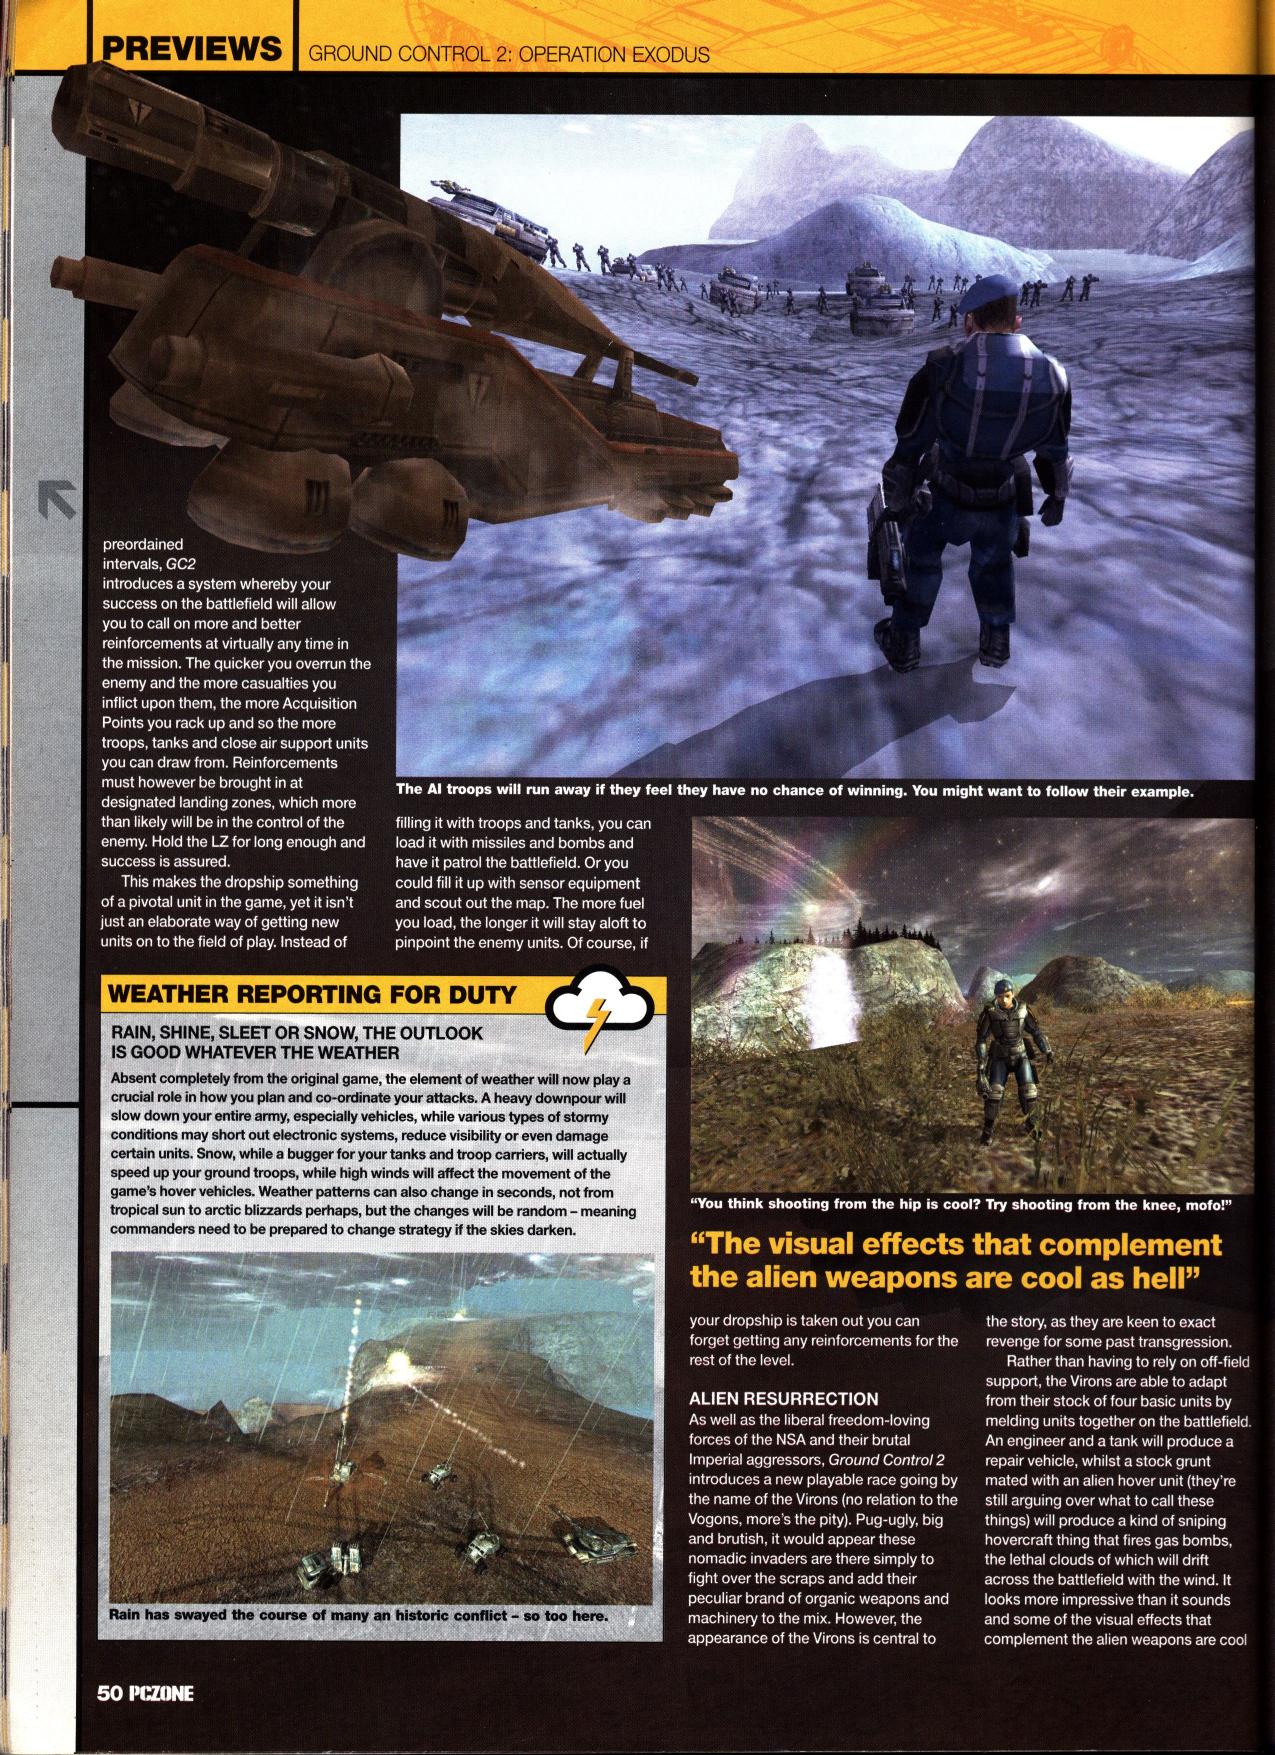 PREVIEWS
GROUND CONTROL 2: OPERATION EXODUS
preordained
intervals, GC2
introduces a system whereby your
success on the battlefield will allow
you to call on more and better
reinforcements at virtually any time in
the mission. The quicker you overrun the
enemy and the more casualties you
inflict upon them, the more Acquisition
Points you rack up and so the more
troops, tanks and close air support units
you can draw from. Reinforcements
must however be brought in at
designated landing zones, which more
than likely will be in the control of the
enemy. Hold the LZ for long enough and
success is assured.
This makes the dropship something
of a pivotal unit in the game, yet it isn't
just an elaborate way of getting new
units on to the field of play. Instead of
The AI troops will run away if they feel they have no chance of winning. You might want to follow their example.
filling it with troops and tanks, you can
load it with missiles and bombs and
have it patrol the battlefield. Or you
could fill it up with sensor equipment
and scout out the map. The more fuel
you load, the longer it will stay aloft to
pinpoint the enemy units. Of course, if
WEATHER REPORTING FOR DUTY
RAIN, SHINE, SLEET OR SNOW, THE OUTLOOK
IS GOOD WHATEVER THE WEATHER
Absent completely from the original game, the element of weather will now play a
crucial role in how you plan and co-ordinate your attacks. A heavy downpour will
slow down your entire army, especially vehicles, while various types of stormy
conditions may short out electronic systems, reduce visibility or even damage
certain units. Snow, while a bugger for your tanks and troop carriers, will actually
speed up your ground troops, while high winds will affect the movement of the
game's hover vehicles. Weather patterns can also change in seconds, not from
tropical sun to arctic blizzards perhaps, but the changes will be random – meaning
commanders need to be prepared to change strategy if the skies darken.
Rain has swayed the course of many an historic conflict – so too here.
"You think shooting from the hip is cool? Try shooting from the knee, mofo!"
"The visual effects that complement
the alien weapons are cool as hell"
your dropship is taken out you can
forget getting any reinforcements for the
rest of the level.
ALIEN RESURRECTION
As well as the liberal freedom-loving
forces of the NSA and their brutal
Imperial aggressors, Ground Control 2
introduces a new playable race going by
the name of the Virons (no relation to the
Vogons, more's the pity). Pug-ugly, big
and brutish, it would appear these
nomadic invaders are there simply to
fight over the scraps and add their
peculiar brand of organic weapons and
machinery to the mix. However, the
appearance of the Virons is central to
the story, as they are keen to exact
revenge for some past transgression.
Rather than having to rely on off-field
support, the Virons are able to adapt
from their stock of four basic units by
melding units together on the battlefield.
An engineer and a tank will produce a
repair vehicle, whilst a stock grunt
mated with an alien hover unit (they're
still arguing over what to call these
things) will produce a kind of sniping
hovercraft thing that fires gas bombs,
the lethal clouds of which will drift
across the battlefield with the wind. It
looks more impressive than it sounds
and some of the visual effects that
complement the alien weapons are cool
50 PCZONE